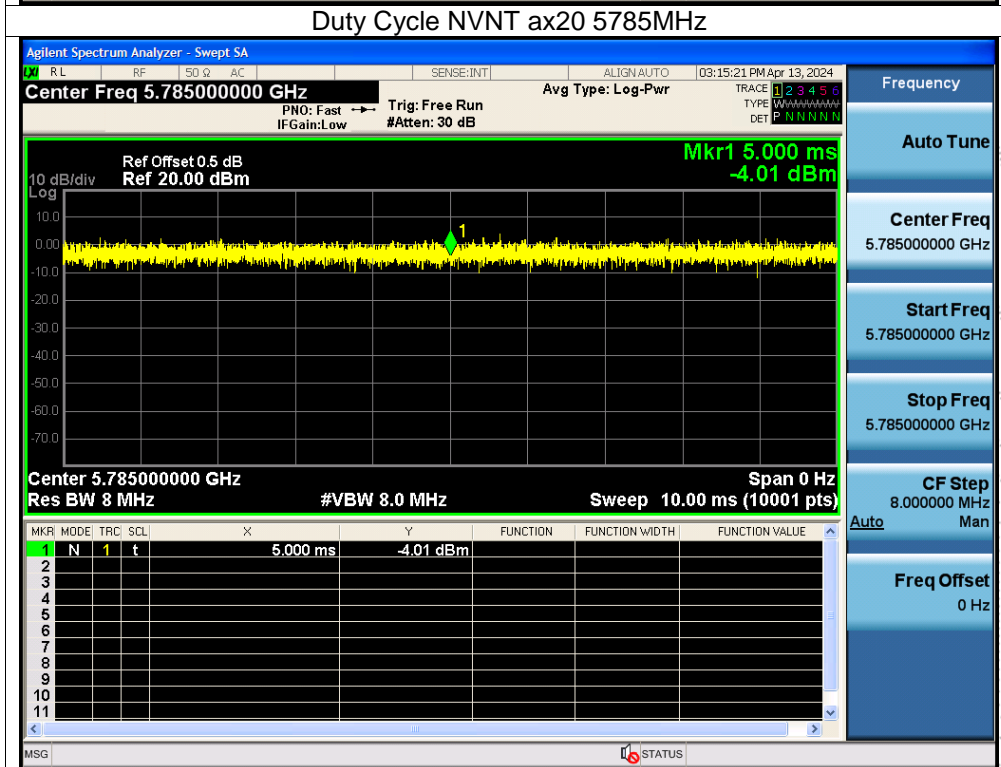 Duty Cycle NVNT ax20 5785MHz
Agilent Spectrum Analyzer - Swept SA
LXI RL RF 50 Ω AC SENSE:INT ALIGN AUTO 03:15:21 PM Apr 13, 2024
Center Freq 5.785000000 GHz Avg Type: Log-Pwr TRACE 1 2 3 4 5 6
PNO: Fast Trig: Free Run TYPE WWWWWW
IFGain:Low #Atten: 30 dB DET P N N N N N
Frequency
Mkr1 5.000 ms
-4.01 dBm
Ref Offset 0.5 dB
10 dB/div Ref 20.00 dBm
Log
10.0
0.00
-10.0
-20.0
-30.0
-40.0
-50.0
-60.0
-70.0
1
Center 5.785000000 GHz Span 0 Hz
Res BW 8 MHz #VBW 8.0 MHz Sweep 10.00 ms (10001 pts)
MKR MODE TRC SCL X Y FUNCTION FUNCTION WIDTH FUNCTION VALUE
1 N 1 t 5.000 ms -4.01 dBm
2
3
4
5
6
7
8
9
10
11
MSG STATUS
Auto Tune
Center Freq
5.785000000 GHz
Start Freq
5.785000000 GHz
Stop Freq
5.785000000 GHz
CF Step
8.000000 MHz
Auto Man
Freq Offset
0 Hz